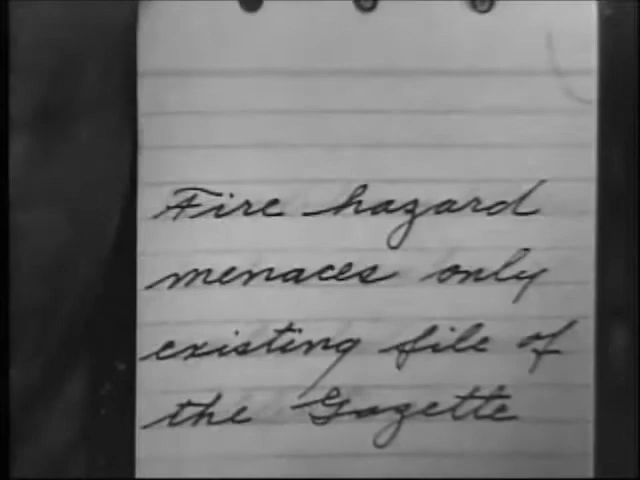 Fire hazard
menaces only
existing file of
the Gazette